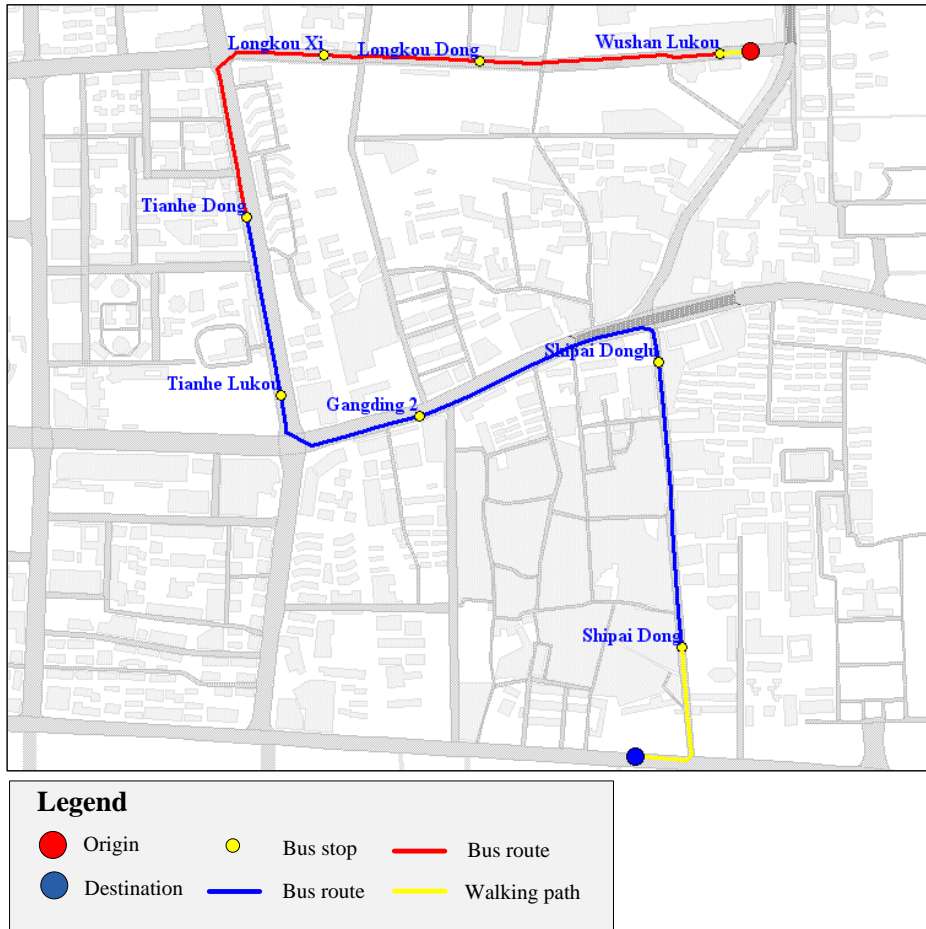 Longkou Xi
Longkou Dong
Wushan Lukou
Tianhe Dong
Shipai Donglu
Tianhe Lukou
Gangding 2
Shipai Dong
Legend
Origin
Bus stop
Bus route
Destination
Bus route
Walking path